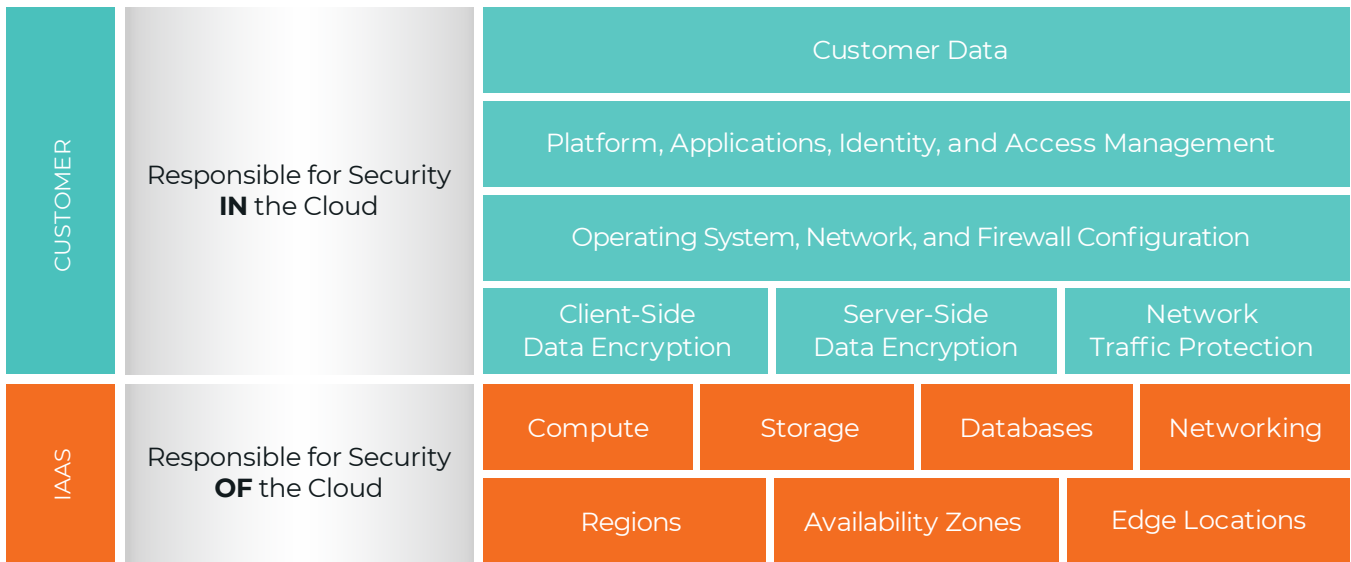 CUSTOMER
Responsible for Security
IN the Cloud
Customer Data
Platform, Applications, Identity, and Access Management
Operating System, Network, and Firewall Configuration
Client-Side
Data Encryption
Server-Side
Data Encryption
Network
Traffic Protection
IAAS
Responsible for Security
OF the Cloud
Compute
Storage
Databases
Networking
Regions
Availability Zones
Edge Locations